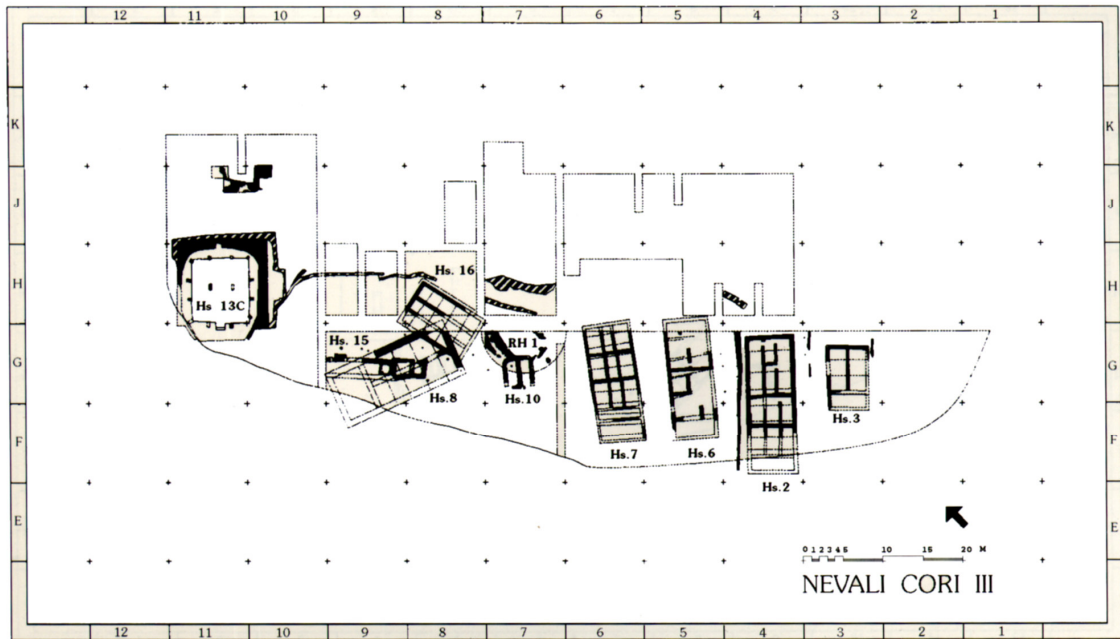 12 11 10 9 8 7 6 5 4 3 2 1
K K
J J
Hs. 16
H H
Hs 13C
Hs. 15 RH 1
G G
Hs.8 Hs.10
Hs.3
F F
Hs.7 Hs.6
Hs.2
E E
0 1 2 3 4 5 10 15 20 M
NEVALI CORI III
12 11 10 9 8 7 6 5 4 3 2 1